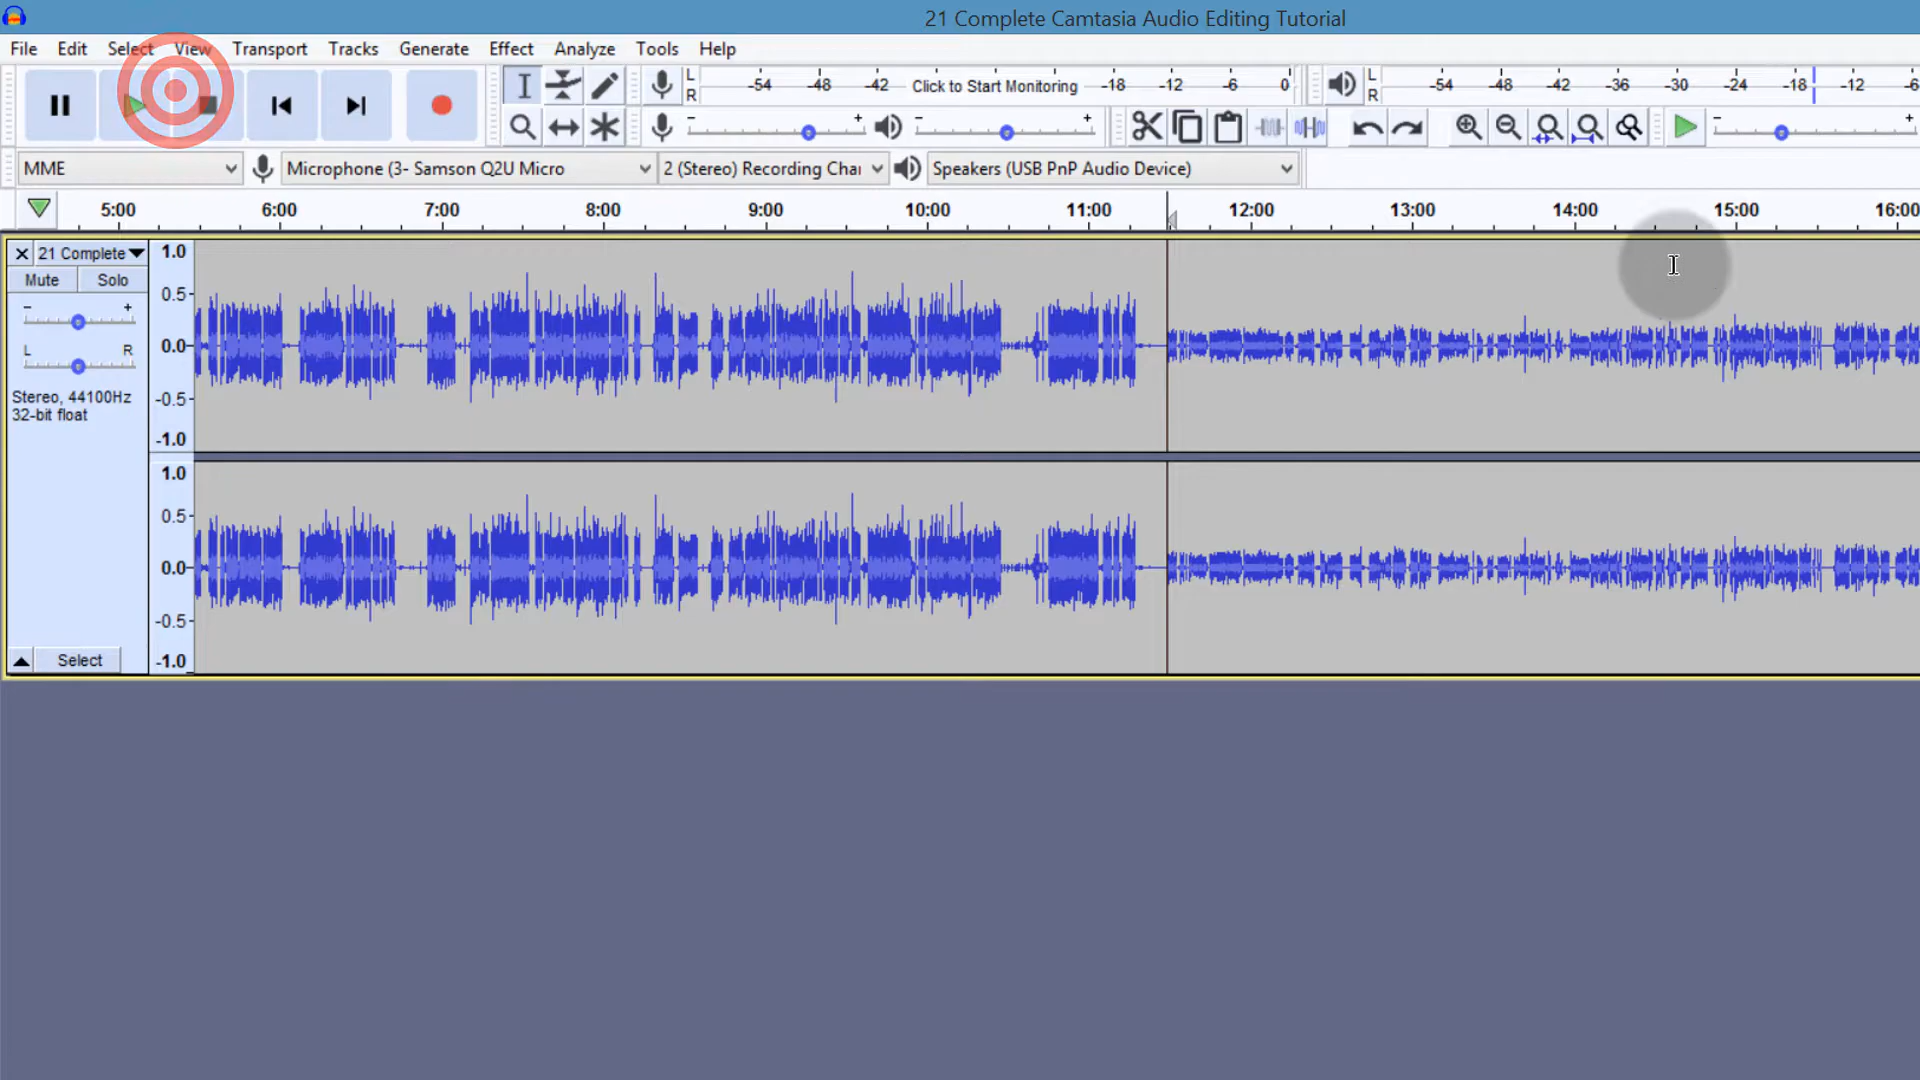 21 Complete Camtasia Audio Editing Tutorial
File Edit Select View Transport Tracks Generate Effect Analyze Tools Help
L R -54 -48 -42 Click to Start Monitoring -18 -12 -6 0 L R -54 -48 -42 -36 -30 -24 -18 -12 -6
- + - + - +
MME Microphone (3- Samson Q2U Micro 2 (Stereo) Recording Char Speakers (USB PnP Audio Device)
5:00 6:00 7:00 8:00 9:00 10:00 11:00 12:00 13:00 14:00 15:00 16:00
21 Complete 1.0
Mute Solo
0.5
- +
L R 0.0
Stereo, 44100Hz
-0.5
32-bit float
-1.0
1.0
0.5
0.0
-0.5
Select -1.0